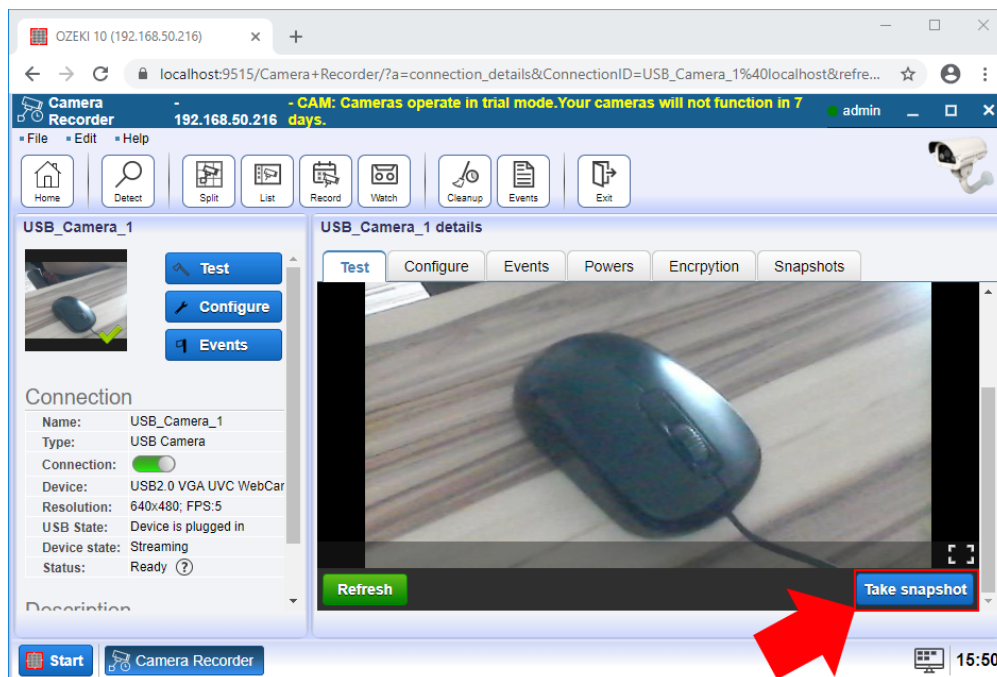 OZEKI 10 (192.168.50.216)
localhost:9515/Camera+Recorder/?a=connection_details&ConnectionID=USB_Camera_1%40localhost&refre...
Camera Recorder - 192.168.50.216 - CAM: Cameras operate in trial mode.Your cameras will not function in 7 days. admin
File Edit Help
Home Detect Split List Record Watch Cleanup Events Exit
USB_Camera_1
Test
Configure
Events
Connection
Name: USB_Camera_1
Type: USB Camera
Connection:
Device: USB2.0 VGA UVC WebCar
Resolution: 640x480; FPS:5
USB State: Device is plugged in
Device state: Streaming
Status: Ready ?
Description
USB_Camera_1 details
Test Configure Events Powers Encrpytion Snapshots
Refresh Take snapshot
Start Camera Recorder 15:50